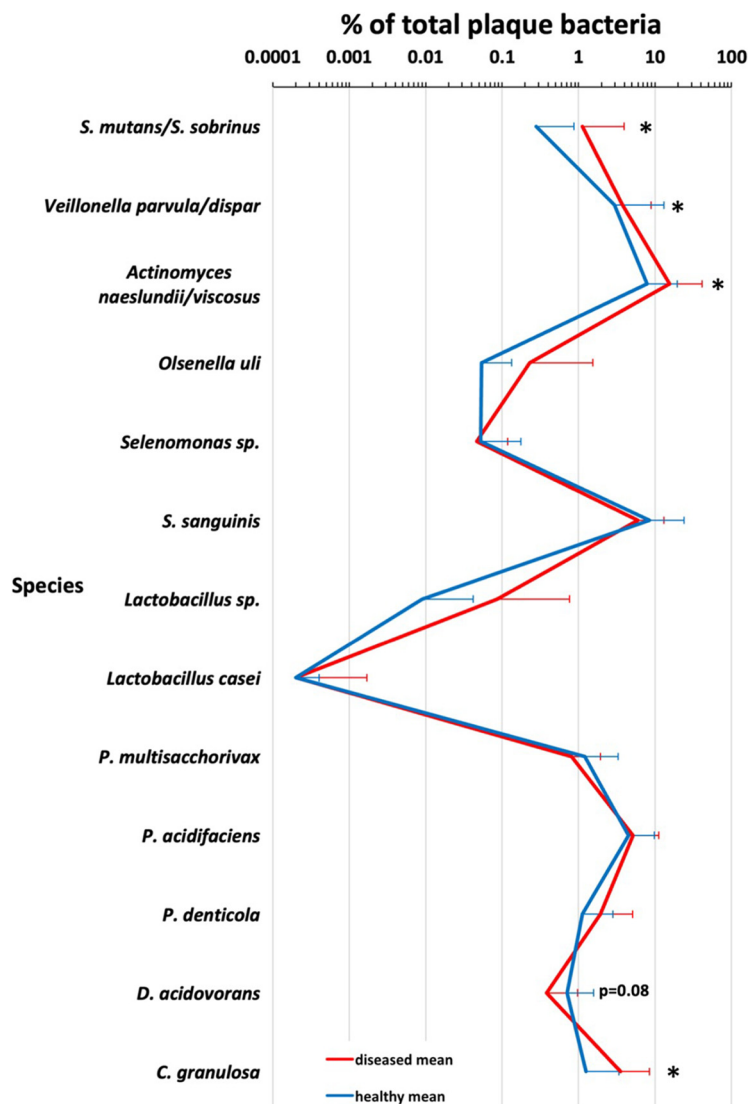 % of total plaque bacteria
0.0001 0.001 0.01 0.1 1 10 100
S. mutans/S. sobrinus *
Veillonella parvula/dispar *
Actinomyces
naeslundii/viscosus *
Olsenella uli
Selenomonas sp.
S. sanguinis
Species
Lactobacillus sp.
Lactobacillus casei
P. multisacchorivax
P. acidifaciens
P. denticola
D. acidovorans p=0.08
diseased mean
C. granulosa *
healthy mean